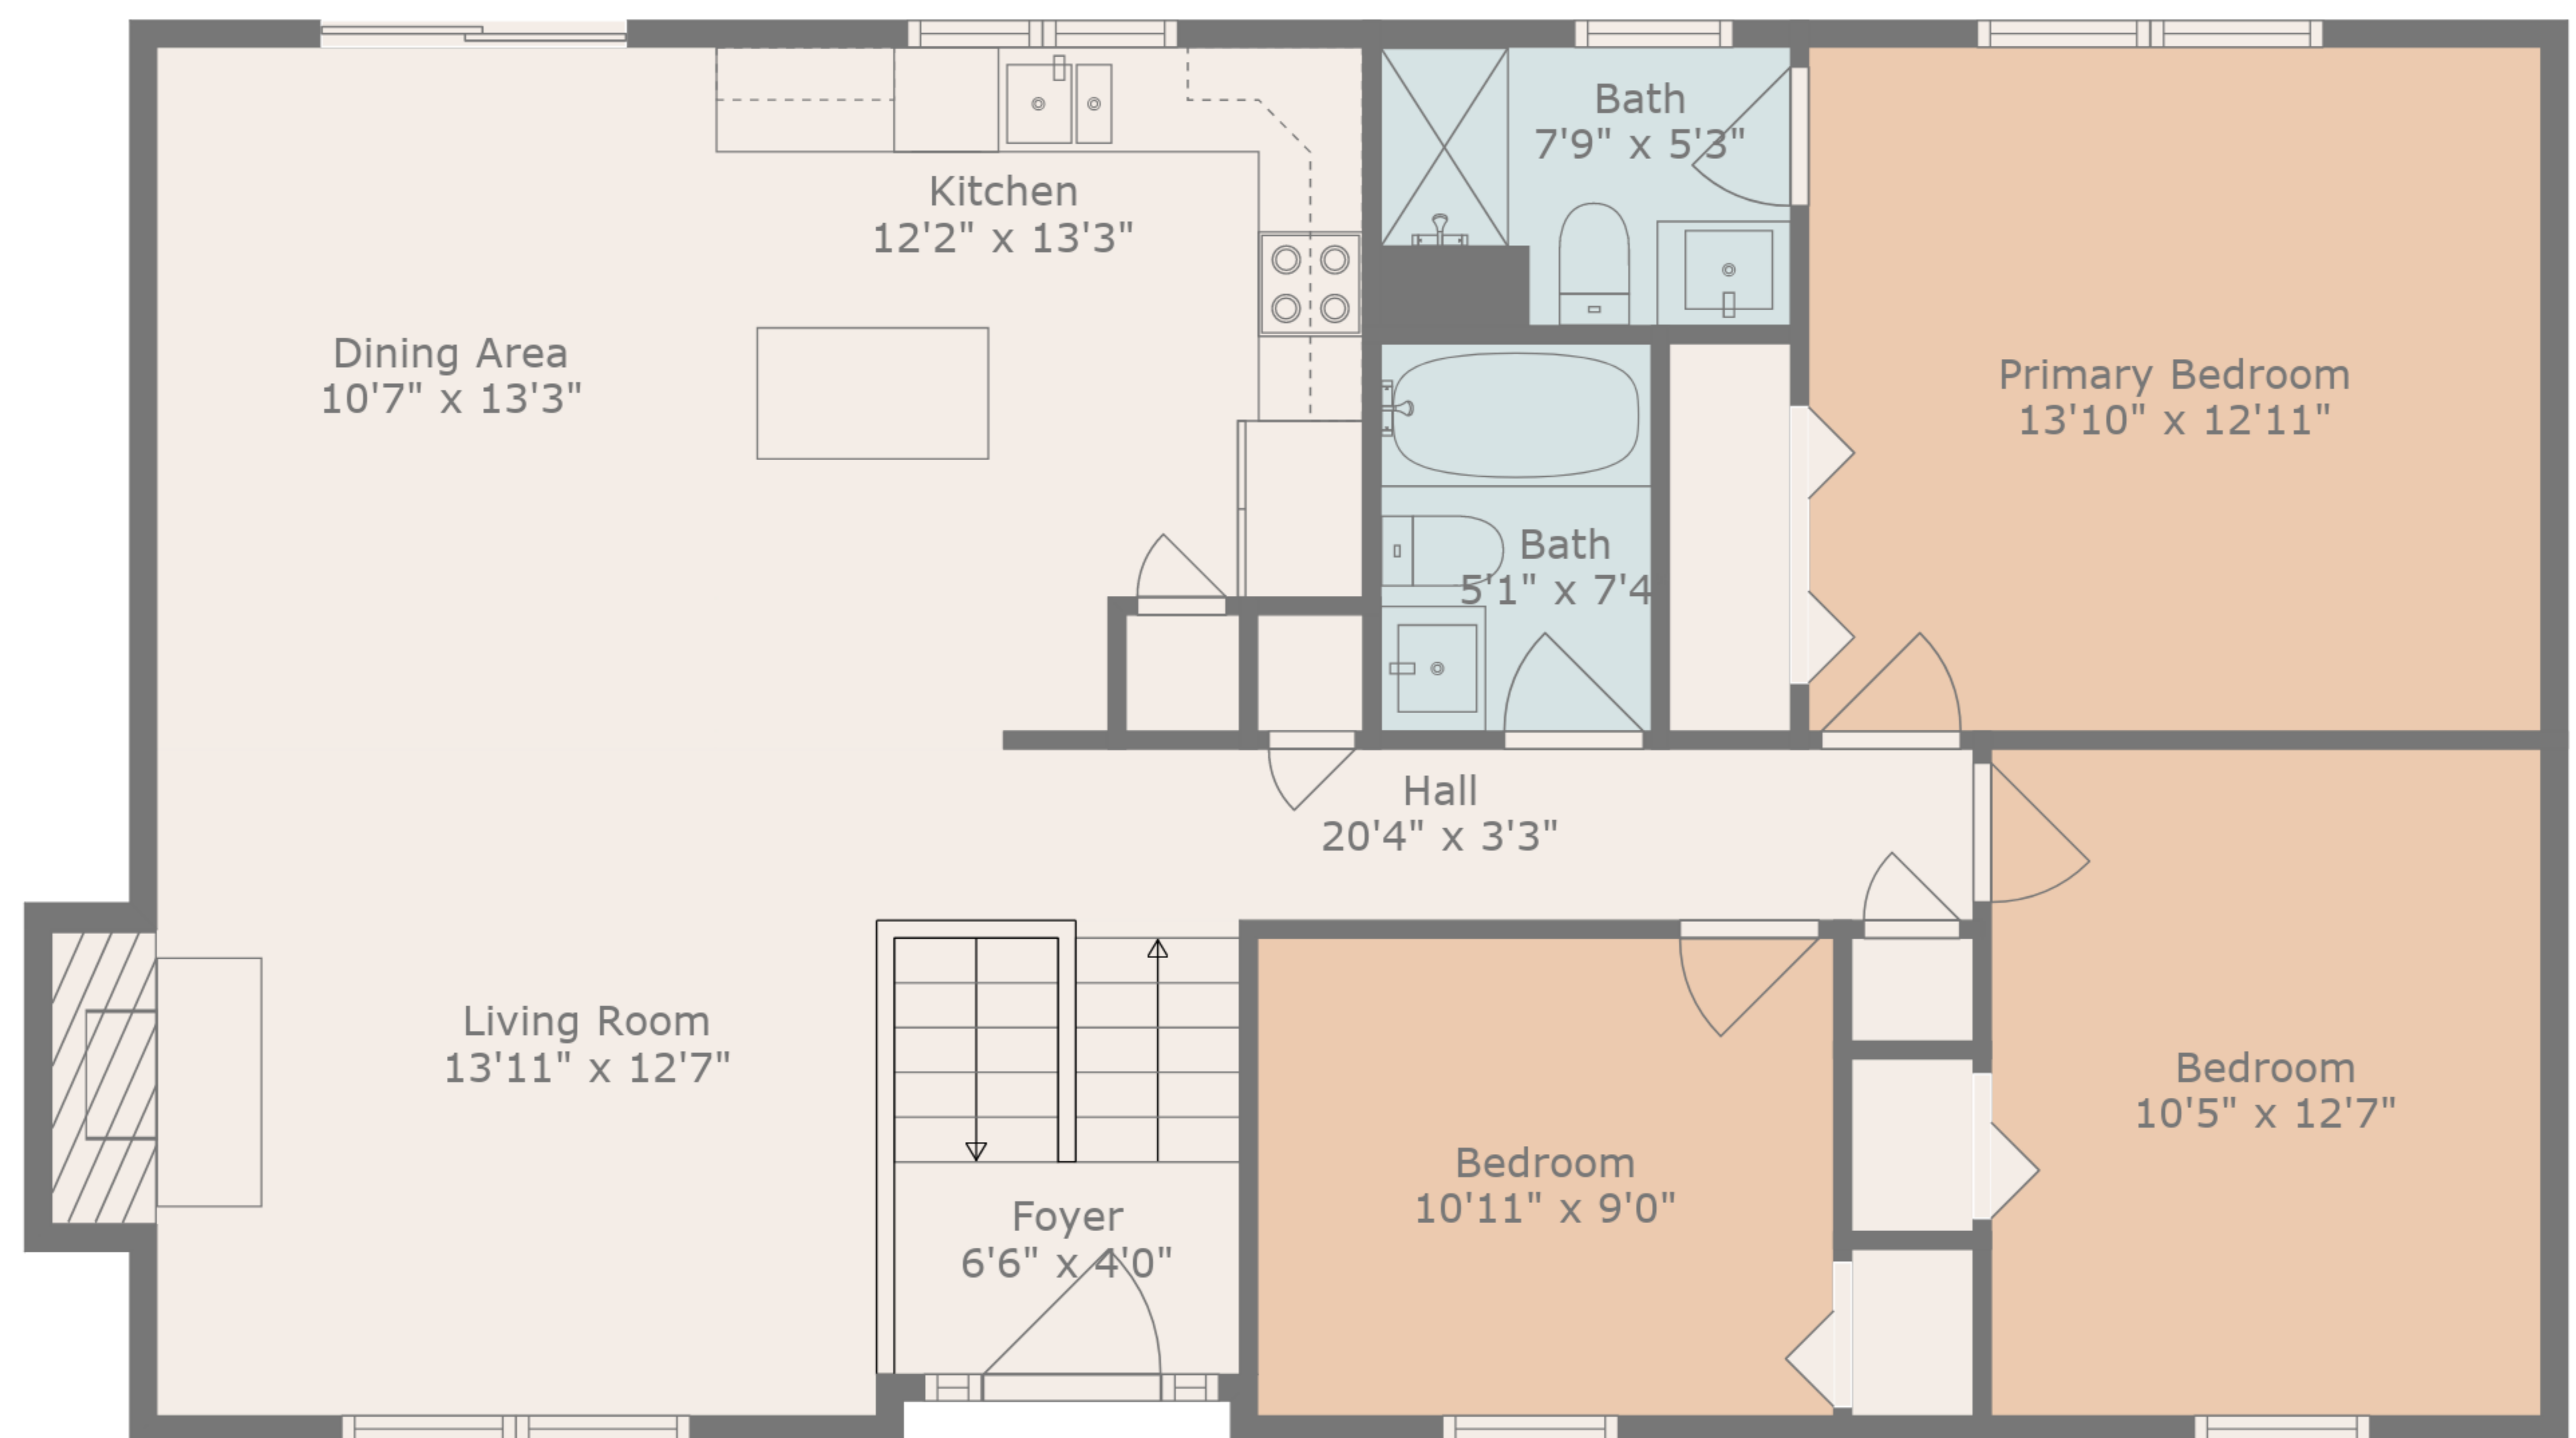 Bath
7'9" x 5'3"
Kitchen
12'2" x 13'3"
Dining Area
10'7" x 13'3"
Primary Bedroom
13'10" x 12'11"
Bath
5'1" x 7'4
Hall
20'4" x 3'3"
Living Room
13'11" x 12'7"
Bedroom
10'5" x 12'7"
Bedroom
10'11" x 9'0"
Foyer
6'6" x 4'0"